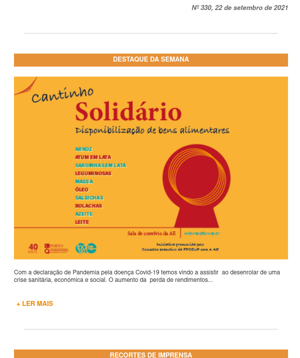 Nº 330, 22 de setembro de 2021
DESTAQUE DA SEMANA
Cantinho
Solidário
Disponibilização de bens alimentares
ARROZ
ATUM EM LATA
SARDINHA EM LATA
LEGUMINOSAS
MASSA
ÓLEO
SALSICHAS
BOLACHAS
AZEITE
LEITE
Sala de convívio da AE
40
Com a declaração de Pandemia pela doença Covid-19 temos vindo a assistir ao desenrolar de uma
crise sanitária, económica e social. O aumento da perda de rendimentos...
+ LER MAIS
RECORTES DE IMPRENSA